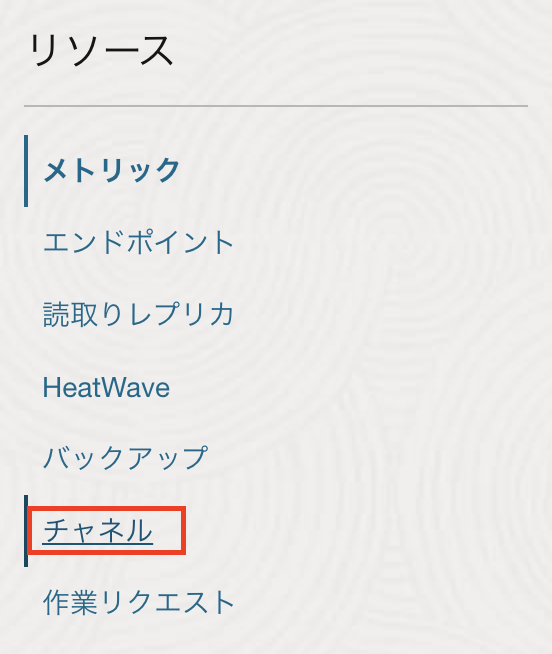 リソース
メトリック
エンドポイント
読取りレプリカ
HeatWave
バックアップ
チャネル
作業リクエスト